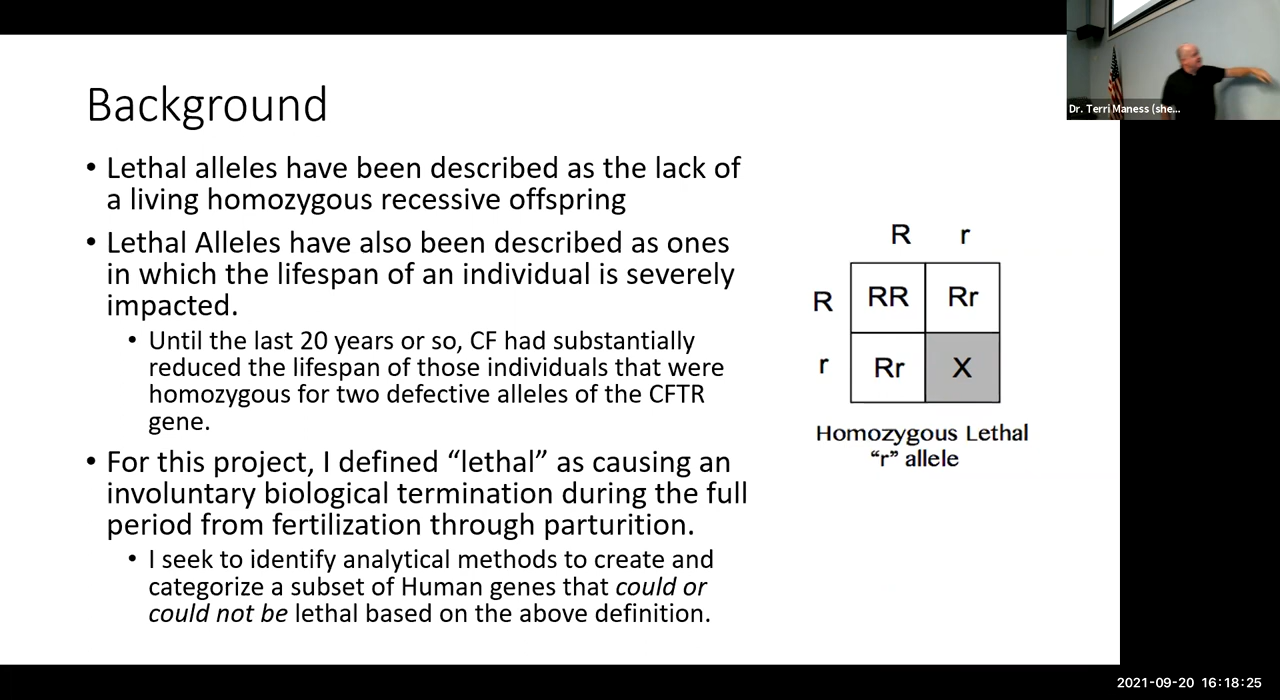 Dr. Terri Maness (she...
Background
• Lethal alleles have been described as the lack of
a living homozygous recessive offspring
• Lethal Alleles have also been described as ones
in which the lifespan of an individual is severely
impacted.
• Until the last 20 years or so, CF had substantially
reduced the lifespan of those individuals that were
homozygous for two defective alleles of the CFTR
gene.
• For this project, I defined “lethal” as causing an
involuntary biological termination during the full
period from fertilization through parturition.
• I seek to identify analytical methods to create and
categorize a subset of Human genes that could or
could not be lethal based on the above definition.
R r
R RR Rr
r Rr X
Homozygous Lethal
“r” allele
2021-09-20 16:18:25